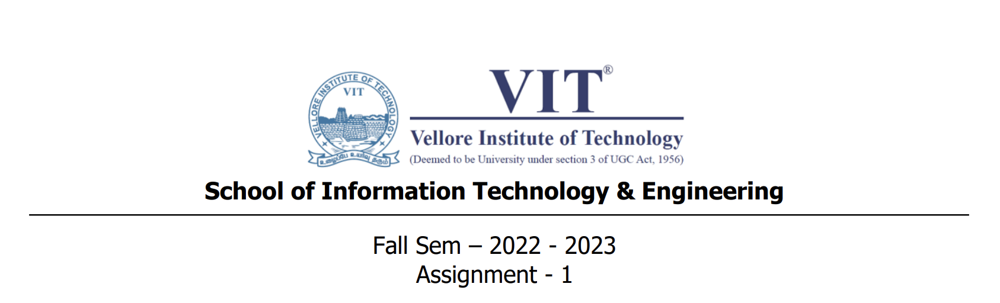 VELLORE INSTITUTE OF TECHNOLOGY
VIT
உழைப்பே உயர்வு தரும்
VIT®
Vellore Institute of Technology
(Deemed to be University under section 3 of UGC Act, 1956)
School of Information Technology & Engineering
Fall Sem – 2022 - 2023
Assignment - 1